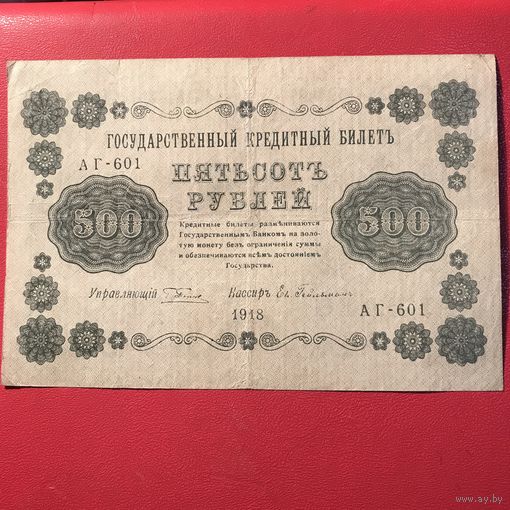 ГОСУДАРСТВЕННЫЙ КРЕДИТНЫЙ БИЛЕТЪ
АГ-601
ПЯТЬСОТЪ
РУБЛЕЙ
500
500
Кредитные билеты размѣниваются
Государственнымъ Банкомъ на золо-
тую монету безъ ограниченія суммы
и обезпечиваются всѣмъ достояніемъ
Государства.
Управляющій
Кассиръ
1918
АГ-601
www.ay.by